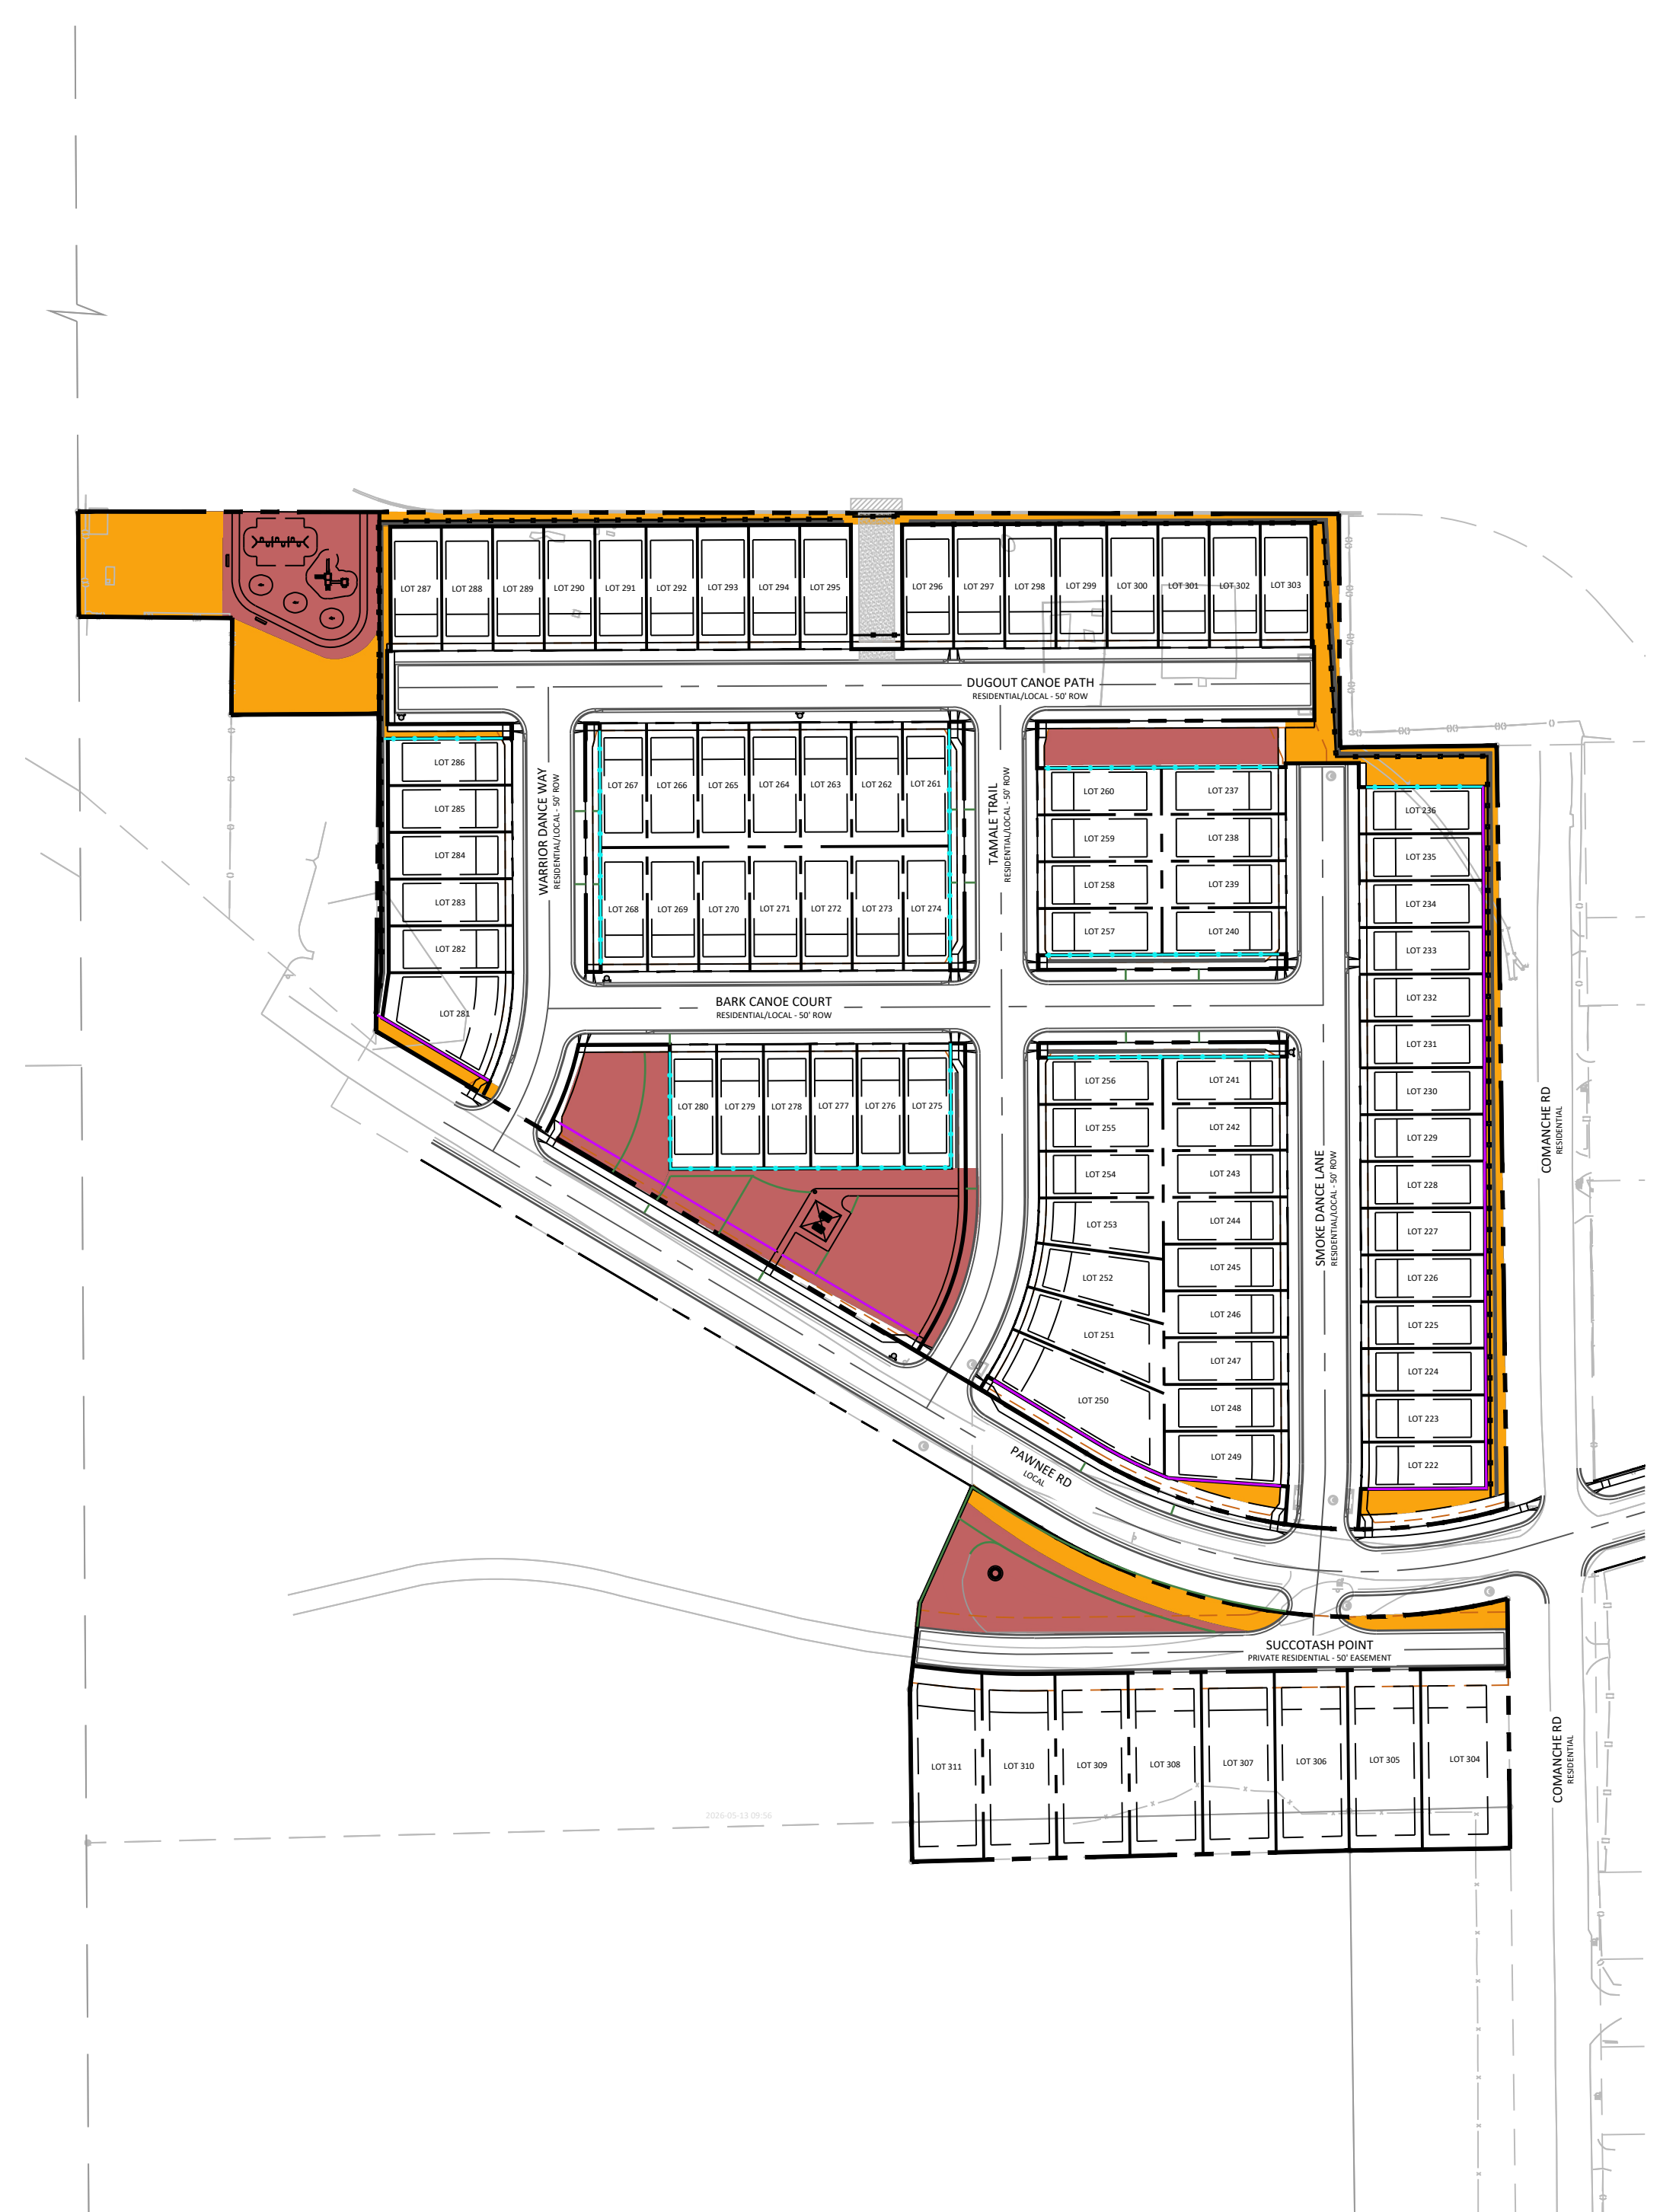 LOT 287
LOT 288
LOT 289
LOT 290
LOT 291
LOT 292
LOT 293
LOT 294
LOT 295
LOT 296
LOT 297
LOT 298
LOT 299
LOT 300
LOT 301
LOT 302
LOT 303
DUGOUT CANOE PATH
RESIDENTIAL/LOCAL - 50' ROW
LOT 286
LOT 285
LOT 284
LOT 283
LOT 282
LOT 281
WARRIOR DANCE WAY
RESIDENTIAL/LOCAL - 50' ROW
LOT 267
LOT 266
LOT 265
LOT 264
LOT 263
LOT 262
LOT 261
LOT 268
LOT 269
LOT 270
LOT 271
LOT 272
LOT 273
LOT 274
TAMALE TRAIL
RESIDENTIAL/LOCAL - 50' ROW
LOT 260
LOT 237
LOT 259
LOT 238
LOT 258
LOT 239
LOT 257
LOT 240
LOT 236
LOT 235
LOT 234
LOT 233
LOT 232
LOT 231
LOT 230
LOT 229
LOT 228
LOT 227
LOT 226
LOT 225
LOT 224
LOT 223
LOT 222
BARK CANOE COURT
RESIDENTIAL/LOCAL - 50' ROW
LOT 280
LOT 279
LOT 278
LOT 277
LOT 276
LOT 275
LOT 256
LOT 241
LOT 255
LOT 242
LOT 254
LOT 243
LOT 253
LOT 244
LOT 252
LOT 245
LOT 251
LOT 246
LOT 247
LOT 250
LOT 248
LOT 249
SMOKE DANCE LANE
RESIDENTIAL/LOCAL - 50' ROW
COMANCHE RD
RESIDENTIAL
PAWNEE RD
LOCAL
SUCCOTASH POINT
PRIVATE RESIDENTIAL - 50' EASEMENT
LOT 311
LOT 310
LOT 309
LOT 308
LOT 307
LOT 306
LOT 305
LOT 304
COMANCHE RD
RESIDENTIAL
2026-05-13 09:56